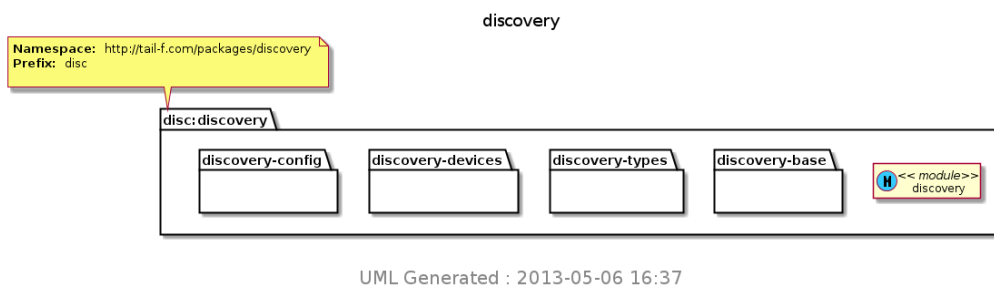 discovery
Namespace: http://tail-f.com/packages/discovery
Prefix: disc
disc:discovery
discovery-config
discovery-devices
discovery-types
discovery-base
M
<< module>>
discovery
UML Generated : 2013-05-06 16:37